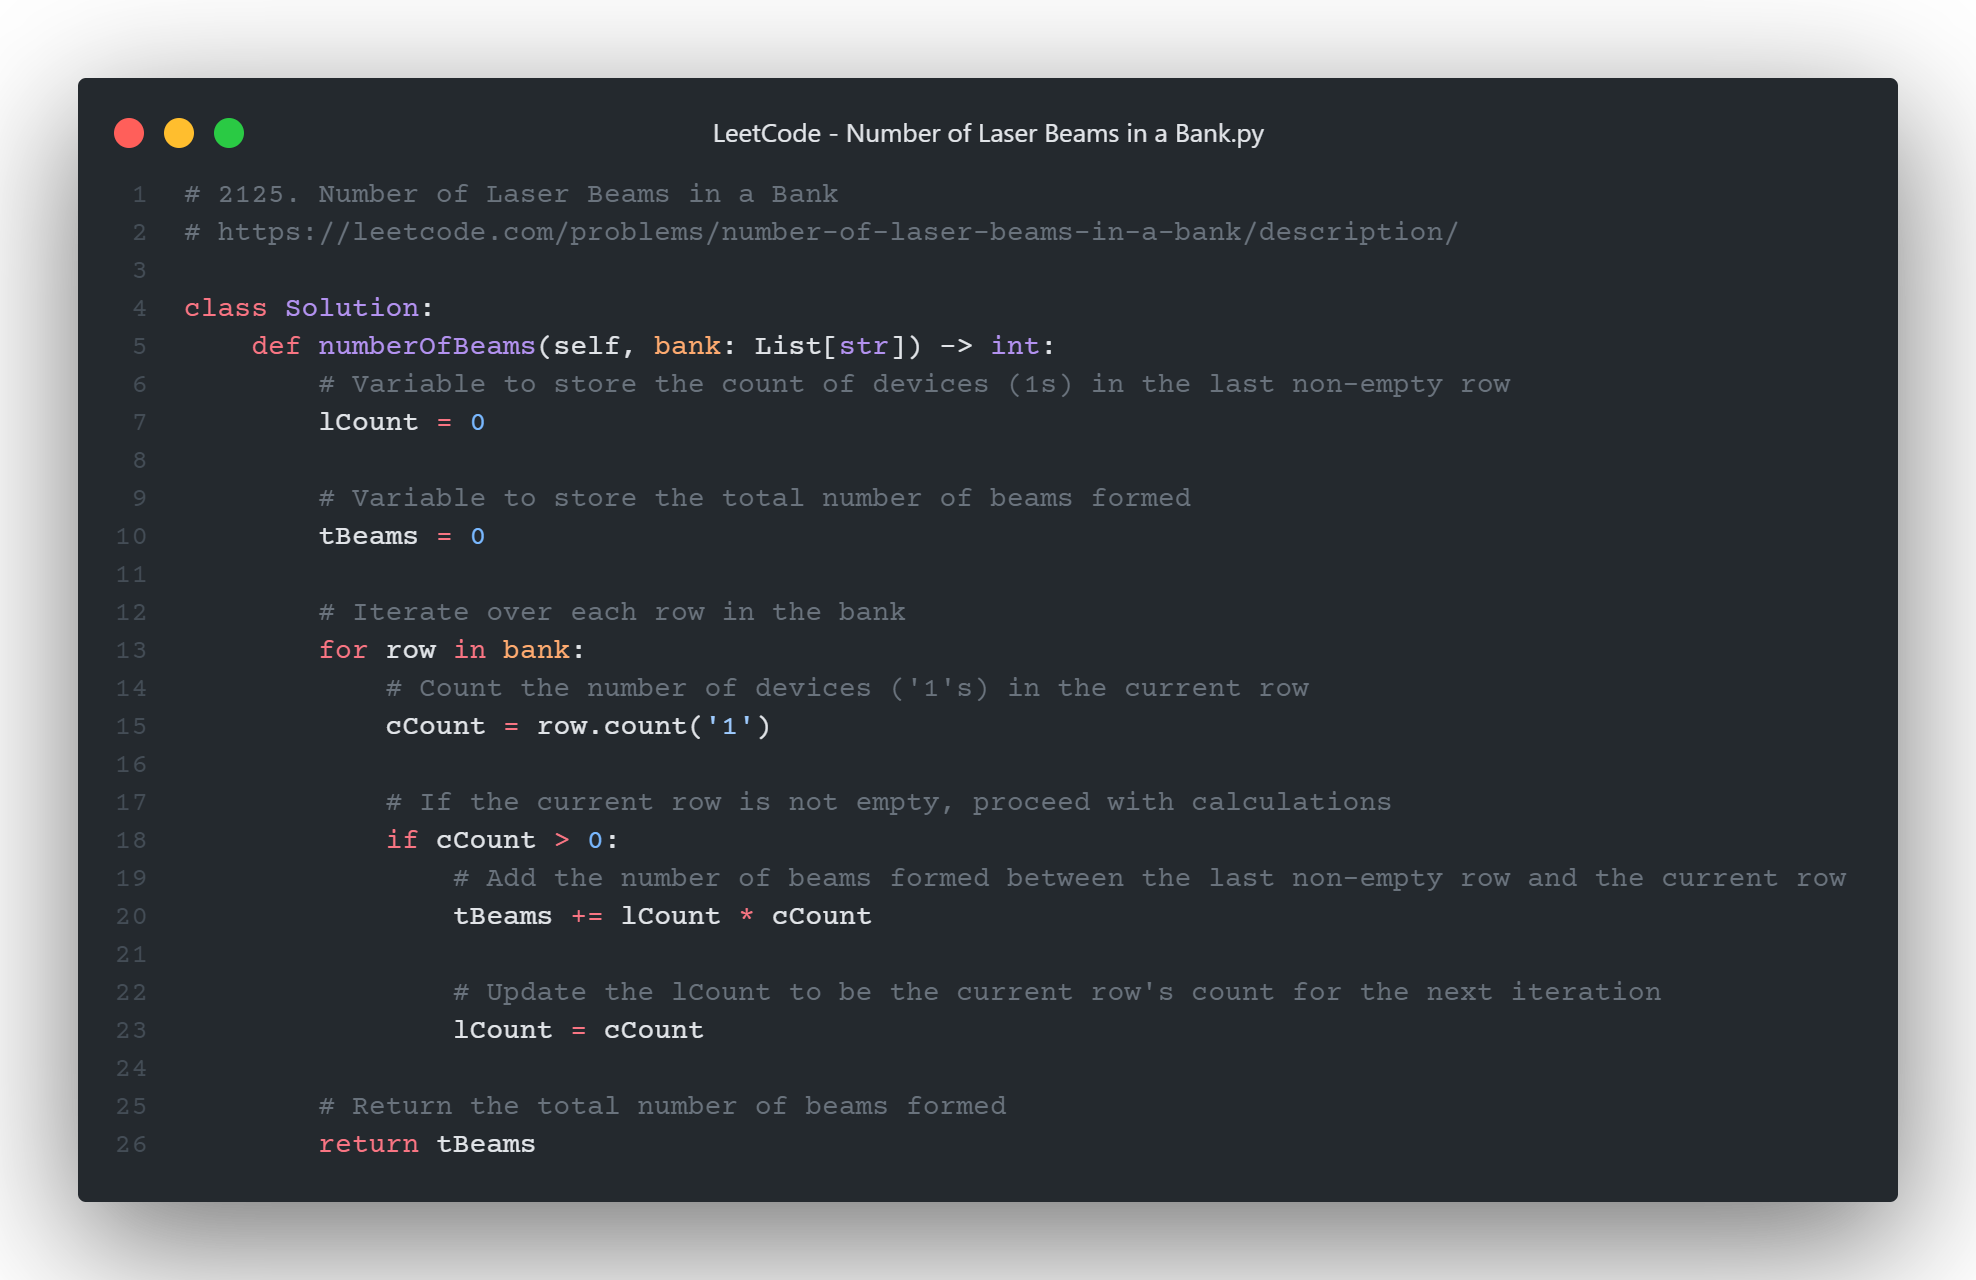 LeetCode - Number of Laser Beams in a Bank.py
1 # 2125. Number of Laser Beams in a Bank
2 # https://leetcode.com/problems/number-of-laser-beams-in-a-bank/description/
3
4 class Solution:
5     def numberOfBeams(self, bank: List[str]) -> int:
6         # Variable to store the count of devices (1s) in the last non-empty row
7         lCount = 0
8
9         # Variable to store the total number of beams formed
10         tBeams = 0
11
12         # Iterate over each row in the bank
13         for row in bank:
14             # Count the number of devices ('1's) in the current row
15             cCount = row.count('1')
16
17             # If the current row is not empty, proceed with calculations
18             if cCount > 0:
19                 # Add the number of beams formed between the last non-empty row and the current row
20                 tBeams += lCount * cCount
21
22                 # Update the lCount to be the current row's count for the next iteration
23                 lCount = cCount
24
25         # Return the total number of beams formed
26         return tBeams